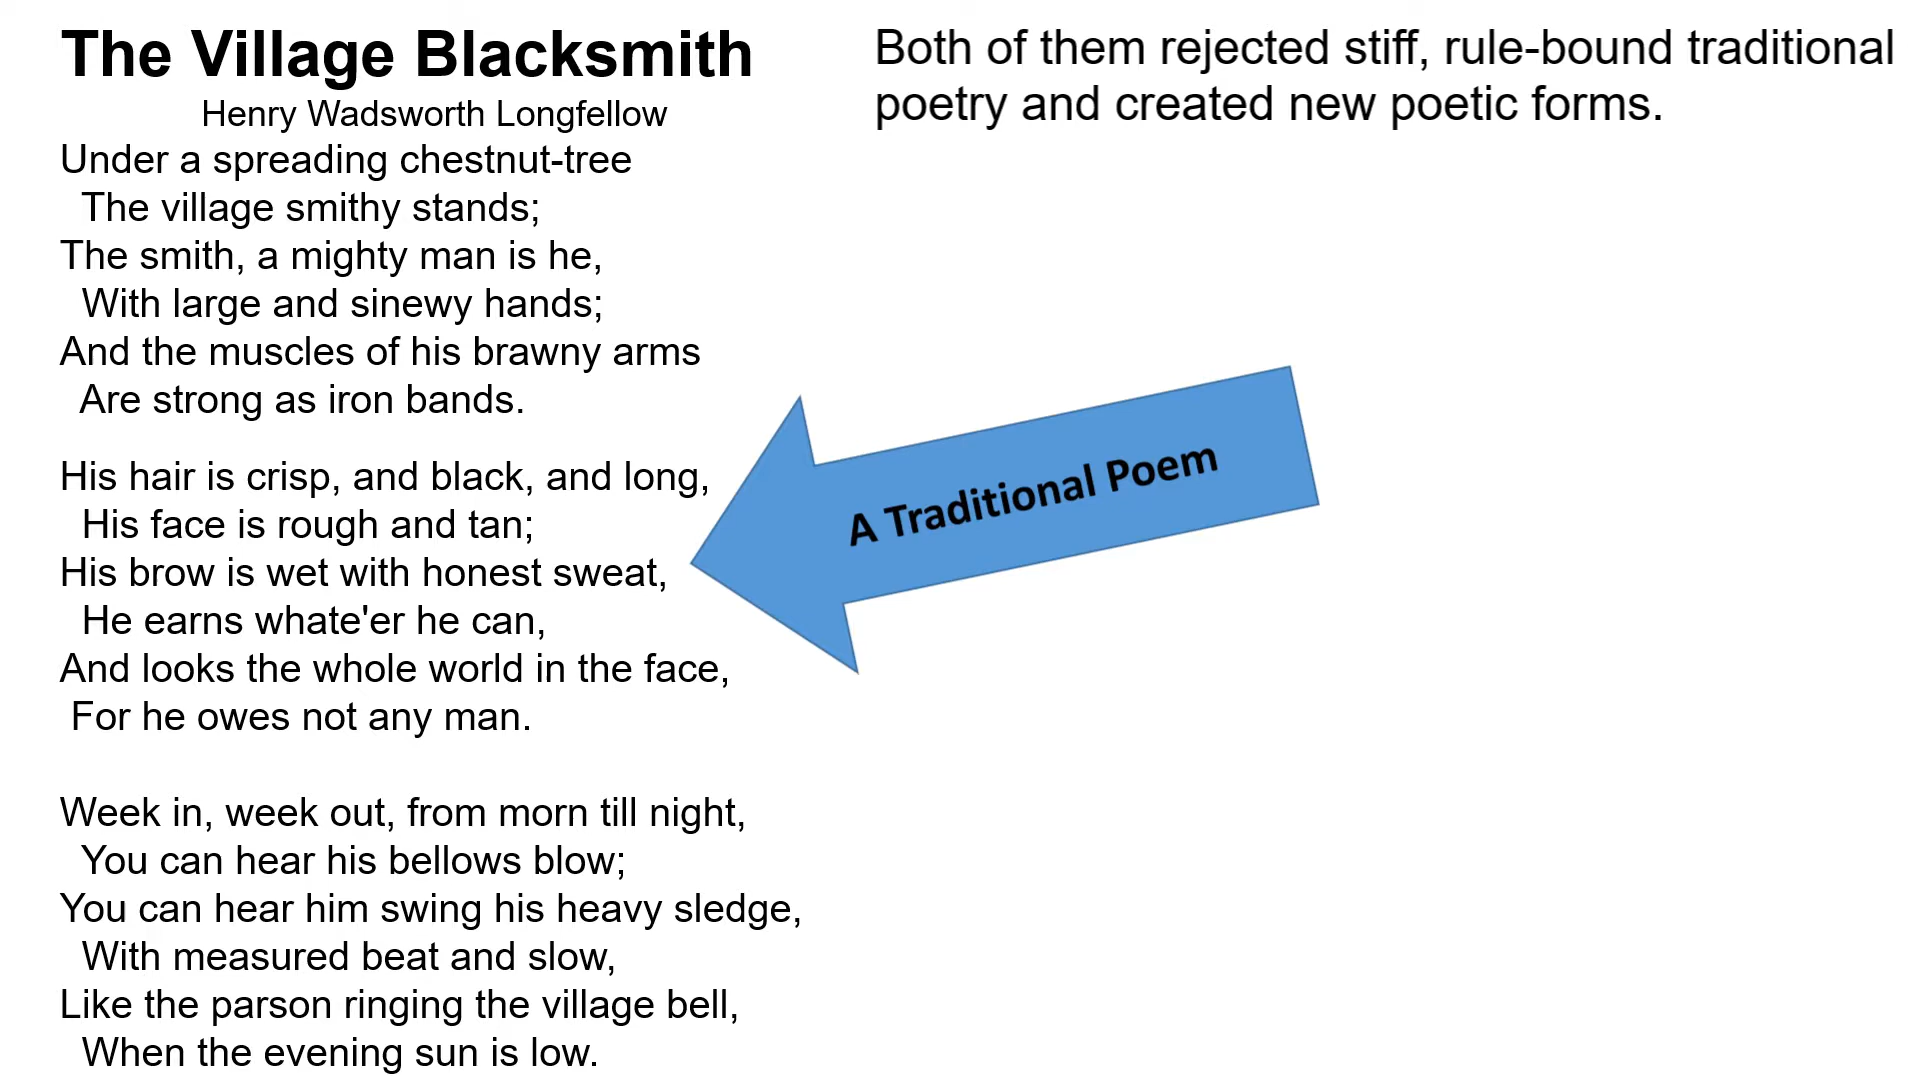 The Village Blacksmith
Henry Wadsworth Longfellow
Under a spreading chestnut-tree
The village smithy stands;
The smith, a mighty man is he,
With large and sinewy hands;
And the muscles of his brawny arms
Are strong as iron bands.
His hair is crisp, and black, and long,
His face is rough and tan;
His brow is wet with honest sweat,
He earns whate'er he can,
And looks the whole world in the face,
For he owes not any man.
Week in, week out, from morn till night,
You can hear his bellows blow;
You can hear him swing his heavy sledge,
With measured beat and slow,
Like the parson ringing the village bell,
When the evening sun is low.
Both of them rejected stiff, rule-bound traditional
poetry and created new poetic forms.
A Traditional Poem